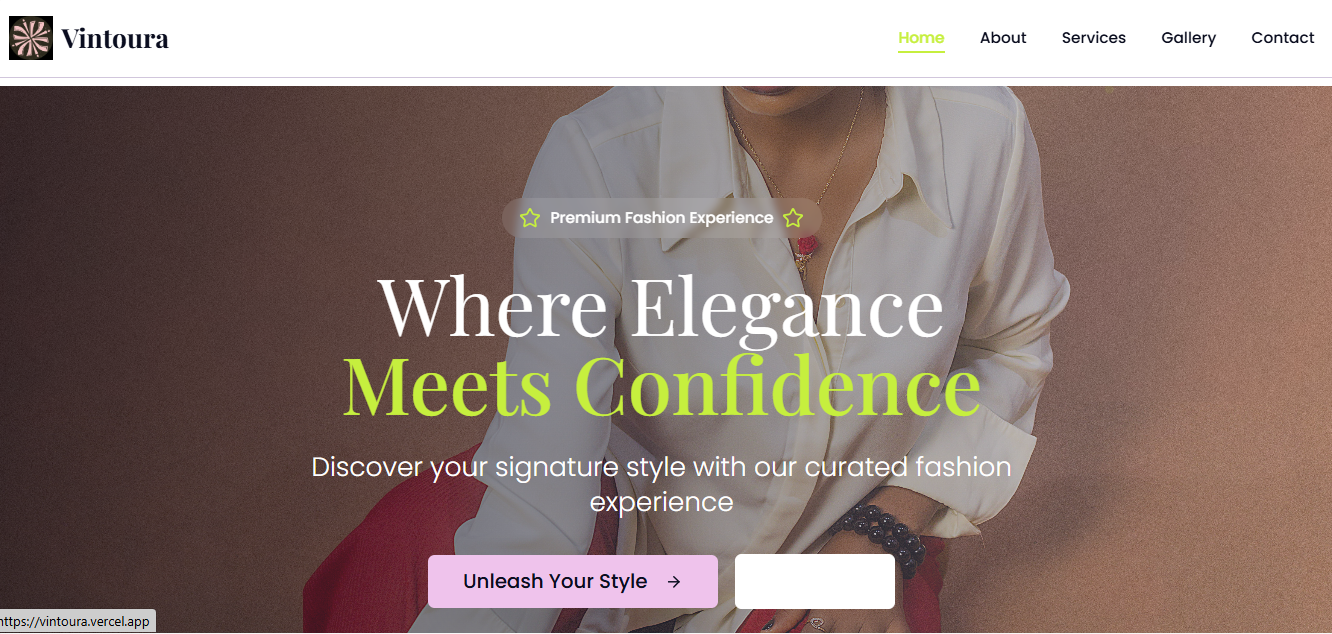 Vintoura
Home About Services Gallery Contact
Premium Fashion Experience
Where Elegance
Meets Confidence
Discover your signature style with our curated fashion
experience
Unleash Your Style →
https://vintoura.vercel.app